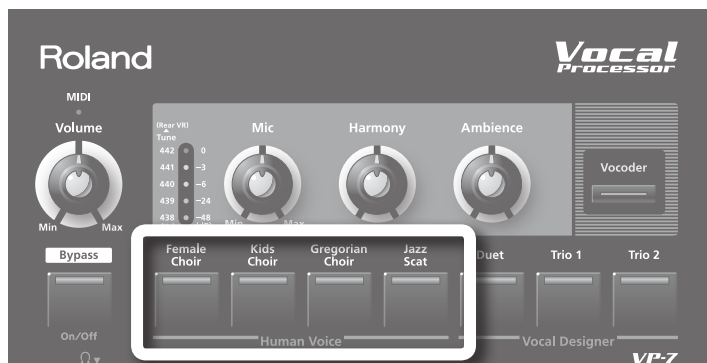 Roland
Vocal
Processor
MIDI
Volume
Min Max
(Rear VR)
Tune
442 0
441 -3
440 -6
439 -24
438 -48
Mic
Min Max
Harmony
Ambience
Vocoder
Bypass
On/Off
Female
Choir
Kids
Choir
Gregorian
Choir
Jazz
Scat
Duet
Trio 1
Trio 2
Human Voice
Vocal Designer
VP-7